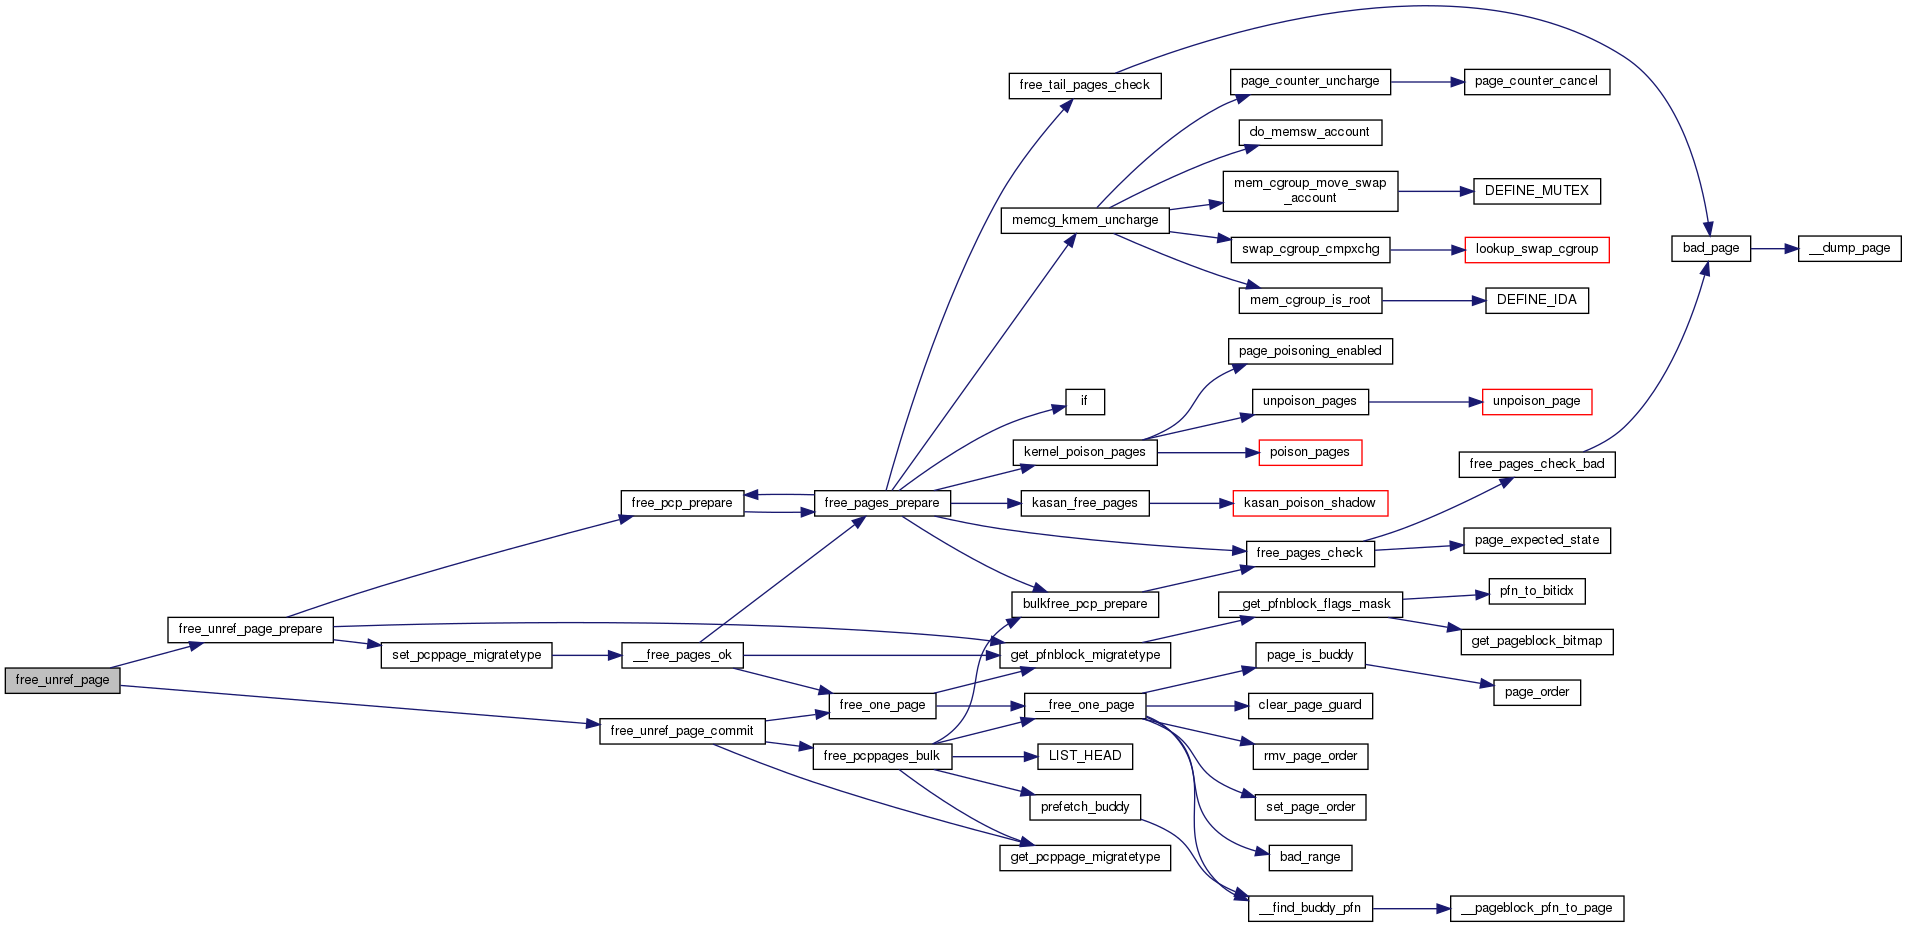 free_tail_pages_check
page_counter_uncharge
page_counter_cancel
do_memsw_account
mem_cgroup_move_swap
_account
DEFINE_MUTEX
memcg_kmem_uncharge
swap_cgroup_cmpxchg
lookup_swap_cgroup
bad_page
__dump_page
mem_cgroup_is_root
DEFINE_IDA
page_poisoning_enabled
if
unpoison_pages
unpoison_page
kernel_poison_pages
poison_pages
free_pages_check_bad
free_pcp_prepare
free_pages_prepare
kasan_free_pages
kasan_poison_shadow
free_pages_check
page_expected_state
bulkfree_pcp_prepare
__get_pfnblock_flags_mask
pfn_to_bitidx
free_unref_page_prepare
get_pageblock_bitmap
set_pcppage_migratetype
__free_pages_ok
get_pfnblock_migratetype
page_is_buddy
free_unref_page
page_order
free_one_page
__free_one_page
clear_page_guard
free_unref_page_commit
free_pcppages_bulk
LIST_HEAD
rmv_page_order
prefetch_buddy
set_page_order
get_pcppage_migratetype
bad_range
__find_buddy_pfn
__pageblock_pfn_to_page